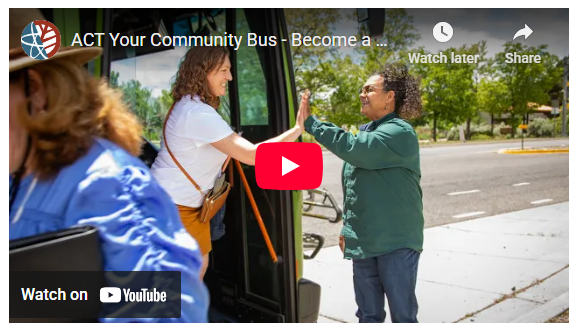 ACT Your Community Bus - Become a ...
Watch later
Share
Watch on YouTube